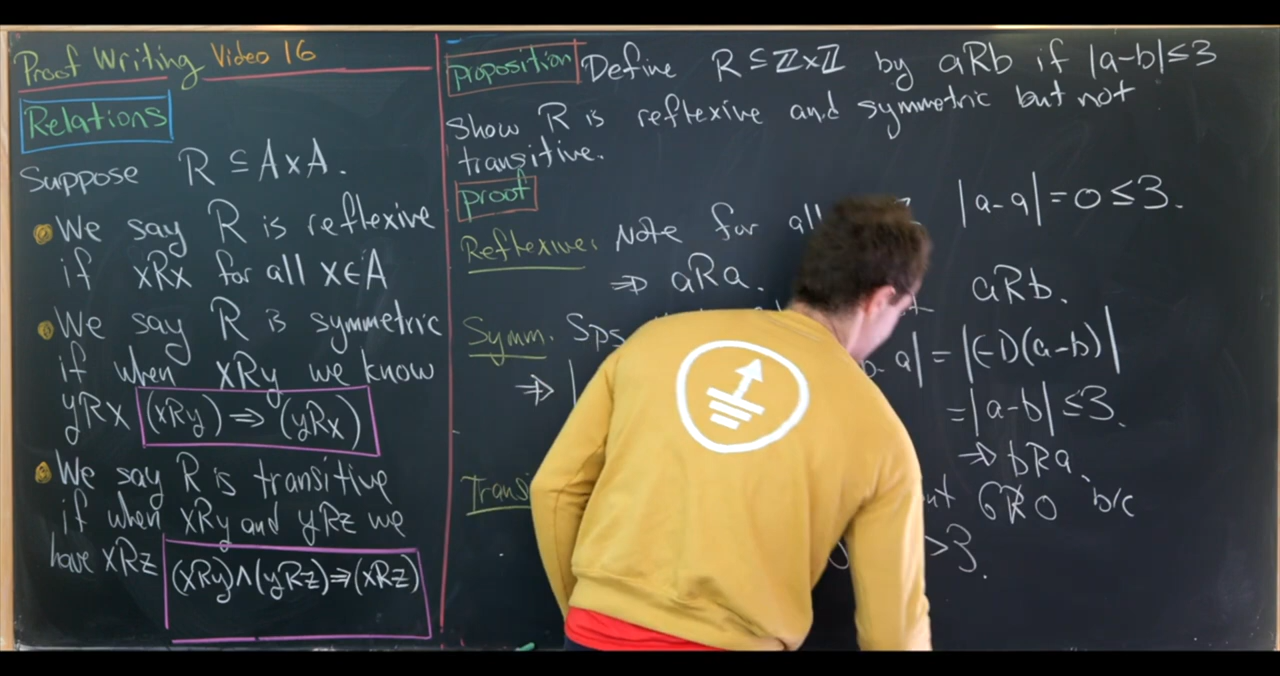 Proof Writing Video 16
Relations
Suppose R ⊆ A×A.
We say R is reflexive
if xRx for all x∈A
We say R is symmetric
if when xRy we know
yRx (xRy) ⇒ (yRx)
We say R is transitive
if when xRy and yRz we
have xRz (xRy)∧(yRz)⇒(xRz)
Proposition Define R ⊆ ℤ×ℤ by aRb if |a-b|≤3
Show R is reflexive and symmetric but not
transitive.
Proof
Reflexive: Note for all |a-a|=0≤3.
⇒ aRa.
Symm. Sps aRb.
⇒ | -a| = |(-1)(a-b)|
=|a-b| ≤3.
⇒ bRa.
6R̸0 b/c
>3.